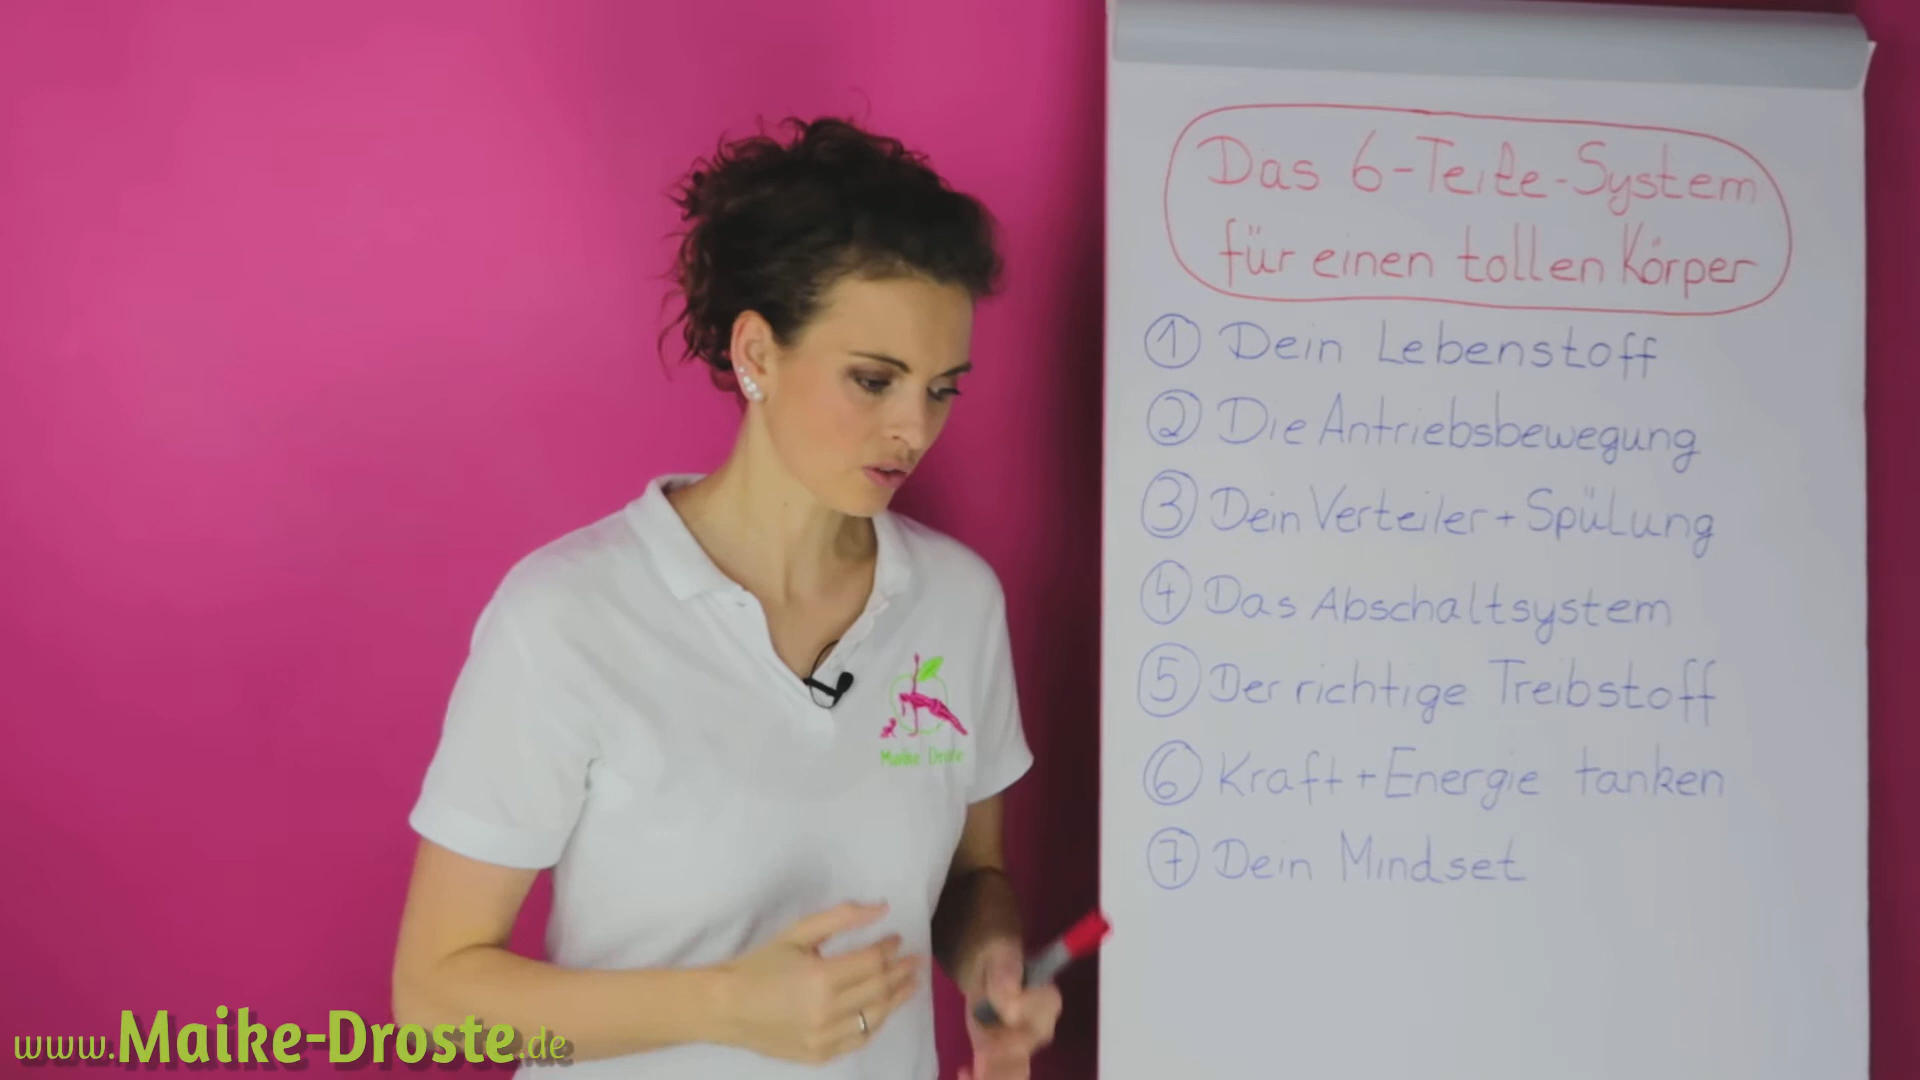 Das 6-Teile-System
für einen tollen Körper
① Dein Lebenstoff
② Die Antriebsbewegung
③ Dein Verteiler + Spülung
④ Das Abschaltsystem
⑤ Der richtige Treibstoff
⑥ Kraft + Energie tanken
⑦ Dein Mindset
Maike Droste
www.Maike-Droste.de